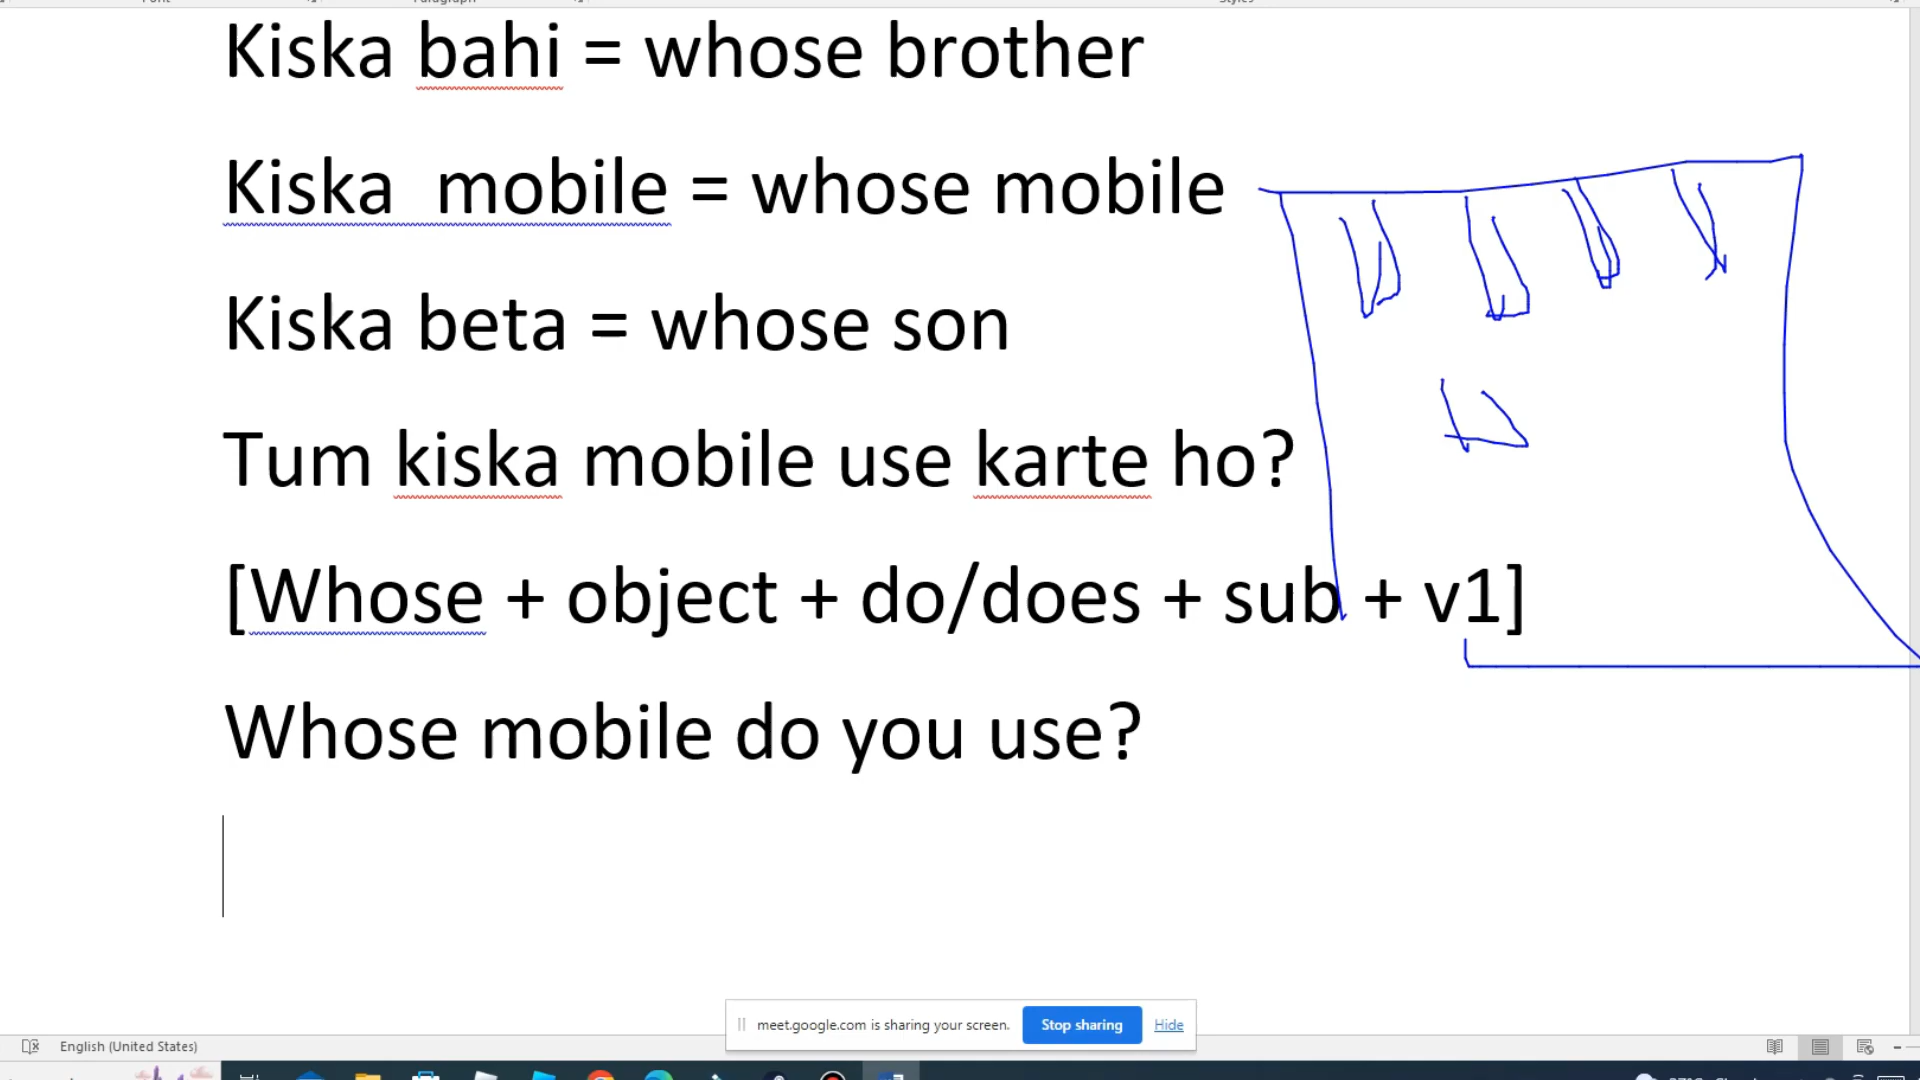 Kiska bahi = whose brother
Kiska  mobile = whose mobile
Kiska beta = whose son
Tum kiska mobile use karte ho?
[Whose + object + do/does + sub + v1]
Whose mobile do you use?
meet.google.com is sharing your screen. Stop sharing Hide
English (United States)